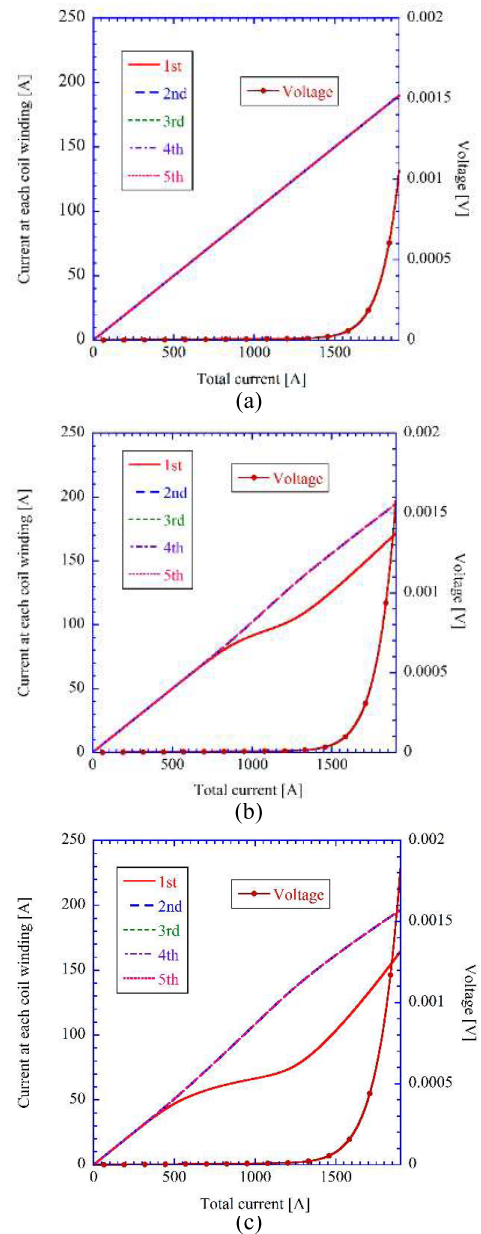 250
200
150
100
50
0
Current at each coil winding [A]
1st
2nd
3rd
4th
5th
Voltage
0.002
0.0015
0.001
0.0005
0
Voltage [V]
0 500 1000 1500
Total current [A]
(a)
250
200
150
100
50
0
Current at each coil winding [A]
1st
2nd
3rd
4th
5th
Voltage
0.002
0.0015
0.001
0.0005
0
Voltage [V]
0 500 1000 1500
Total current [A]
(b)
250
200
150
100
50
0
Current at each coil winding [A]
1st
2nd
3rd
4th
5th
Voltage
0.002
0.0015
0.001
0.0005
0
Voltage [V]
0 500 1000 1500
Total current [A]
(c)